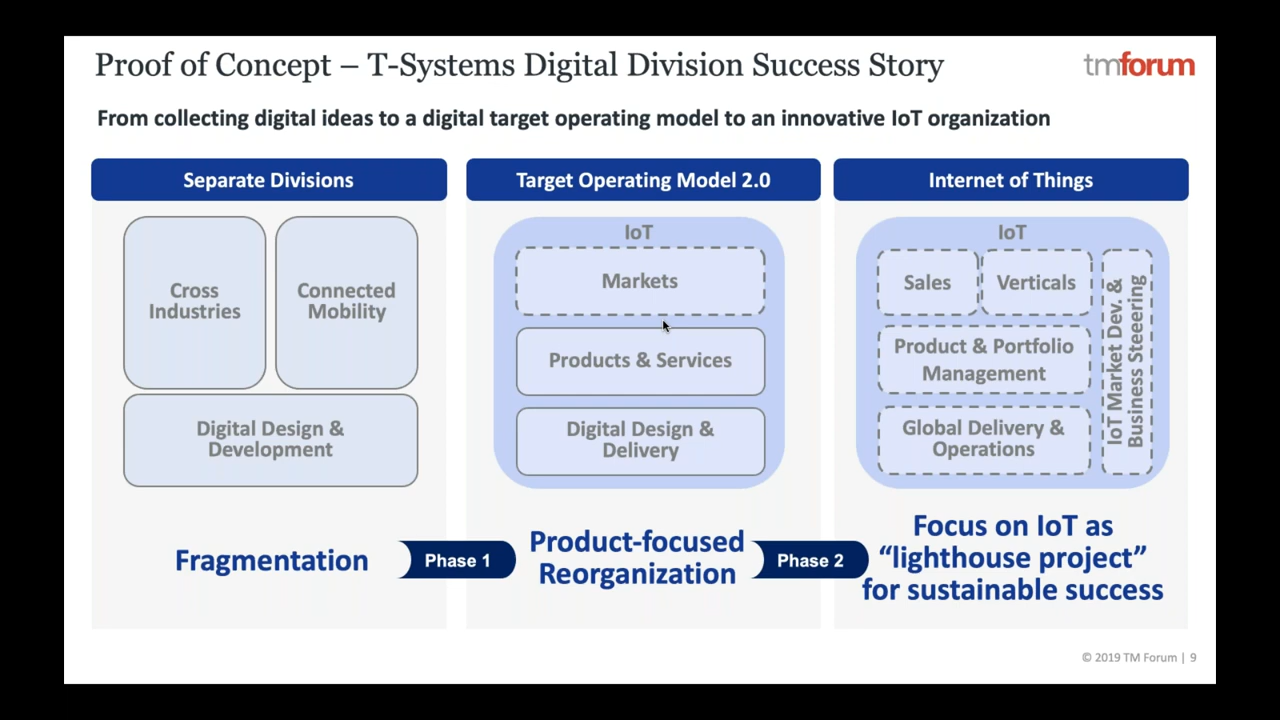 Proof of Concept – T-Systems Digital Division Success Story
tmforum
From collecting digital ideas to a digital target operating model to an innovative IoT organization
Separate Divisions
Cross
Industries
Connected
Mobility
Digital Design &
Development
Fragmentation
Phase 1
Target Operating Model 2.0
IoT
Markets
Products & Services
Digital Design &
Delivery
Product-focused
Reorganization
Phase 2
Internet of Things
IoT
Sales
Verticals
Product & Portfolio
Management
Global Delivery &
Operations
IoT Market Dev. &
Business Steeering
Focus on IoT as
“lighthouse project”
for sustainable success
© 2019 TM Forum | 9